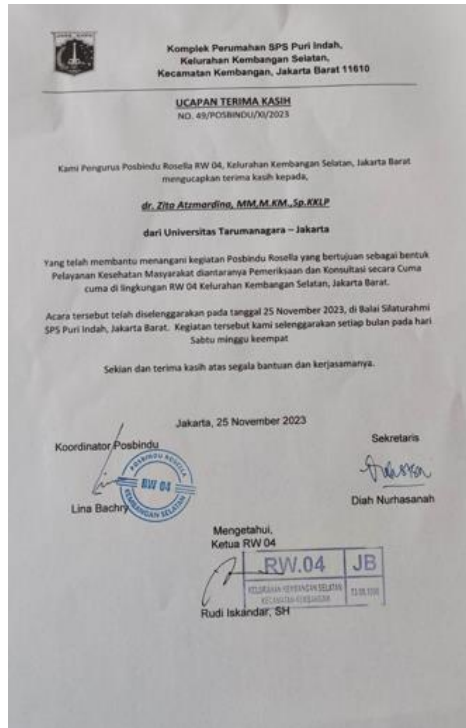 JAYA RAYA
Komplek Perumahan SPS Puri Indah,
Kelurahan Kembangan Selatan,
Kecamatan Kembangan, Jakarta Barat 11610
UCAPAN TERIMA KASIH
NO. 49/POSBINDU/XI/2023
Kami Pengurus Posbindu Rosella RW 04, Kelurahan Kembangan Selatan, Jakarta Barat
mengucapkan terima kasih kepada,
dr. Zita Atzmardina, MM,M.KM.,Sp.KKLP
dari Universitas Tarumanagara – Jakarta
Yang telah membantu menangani kegiatan Posbindu Rosella yang bertujuan sebagai bentuk
Pelayanan Kesehatan Masyarakat diantaranya Pemeriksaan dan Konsultasi secara Cuma
cuma di lingkungan RW 04 Kelurahan Kembangan Selatan, Jakarta Barat.
Acara tersebut telah diselenggarakan pada tanggal 25 November 2023, di Balai Silaturahmi
SPS Puri Indah, Jakarta Barat. Kegiatan tersebut kami selenggarakan setiap bulan pada hari
Sabtu minggu keempat
Sekian dan terima kasih atas segala bantuan dan kerjasamanya.
Jakarta, 25 November 2023
Koordinator Posbindu
Sekretaris
POSBINDU ROSELLA
RW 04
KEMBANGAN SELATAN
Lina Bachry
Diah Nurhasanah
Mengetahui,
Ketua RW 04
RW.04 JB
KELURAHAN KEMBANGAN SELATAN
KECAMATAN KEMBANGAN
Rudi Iskandar, SH